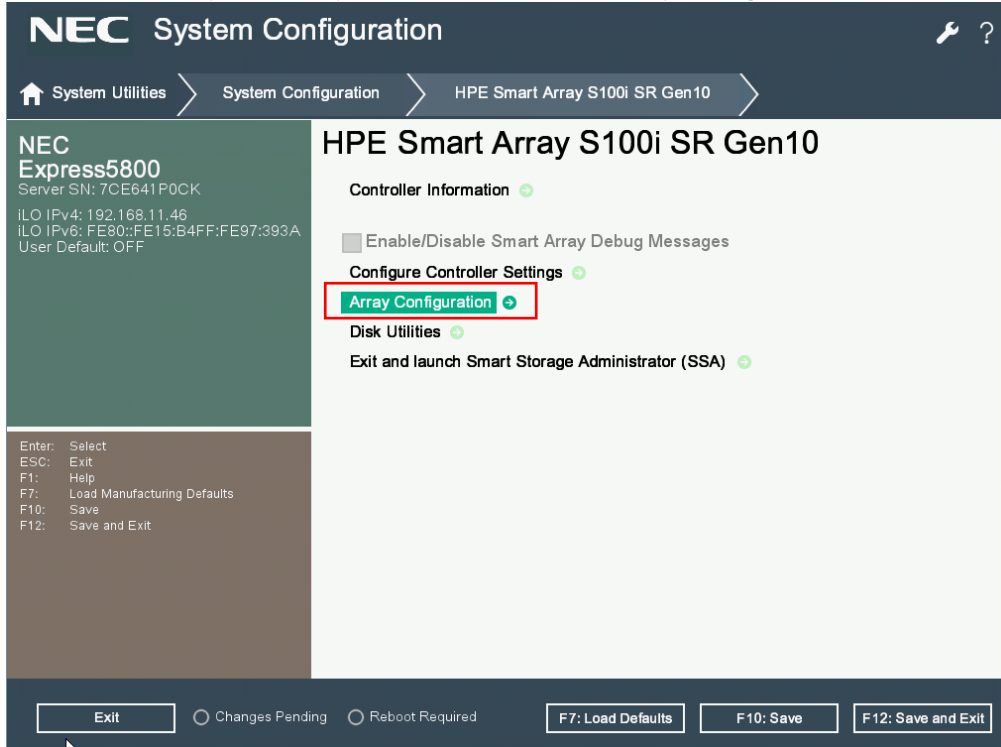 NEC System Configuration
?
System Utilities System Configuration HPE Smart Array S100i SR Gen10
NEC
Express5800
Server SN: 7CE641P0CK
iLO IPv4: 192.168.11.46
iLO IPv6: FE80::FE15:B4FF:FE97:393A
User Default: OFF
HPE Smart Array S100i SR Gen10
Controller Information
Enable/Disable Smart Array Debug Messages
Configure Controller Settings
Array Configuration
Disk Utilities
Exit and launch Smart Storage Administrator (SSA)
Enter: Select
ESC: Exit
F1: Help
F7: Load Manufacturing Defaults
F10: Save
F12: Save and Exit
Exit Changes Pending Reboot Required F7: Load Defaults F10: Save F12: Save and Exit